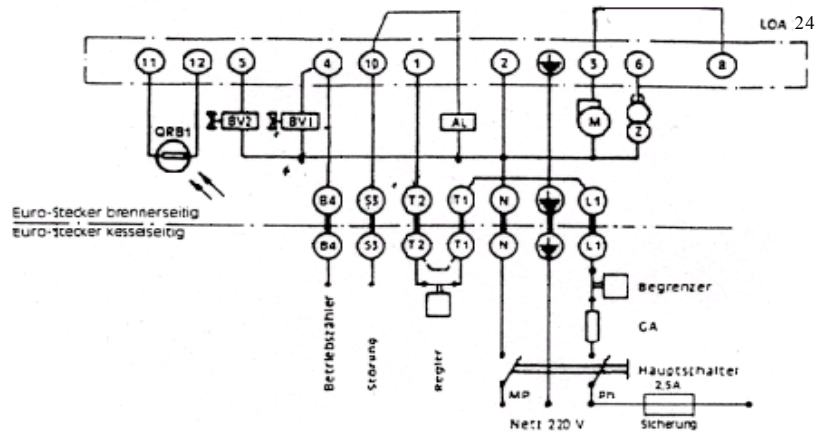 LOA 24
11 12 5 4 10 1 2 3 6 8
BV2 BV1 AL M Z
QRB1
B4 S3 T2 T1 N L1
Euro-Stecker brennerseitig
Euro-Stecker kesselseitig
B4 S3 T2 T1 N L1
Begrenzer
GA
Betriebszähler
Störung
Regler
Hauptschalter
MP Ph 2,5A
Nett 220 V Sicherung